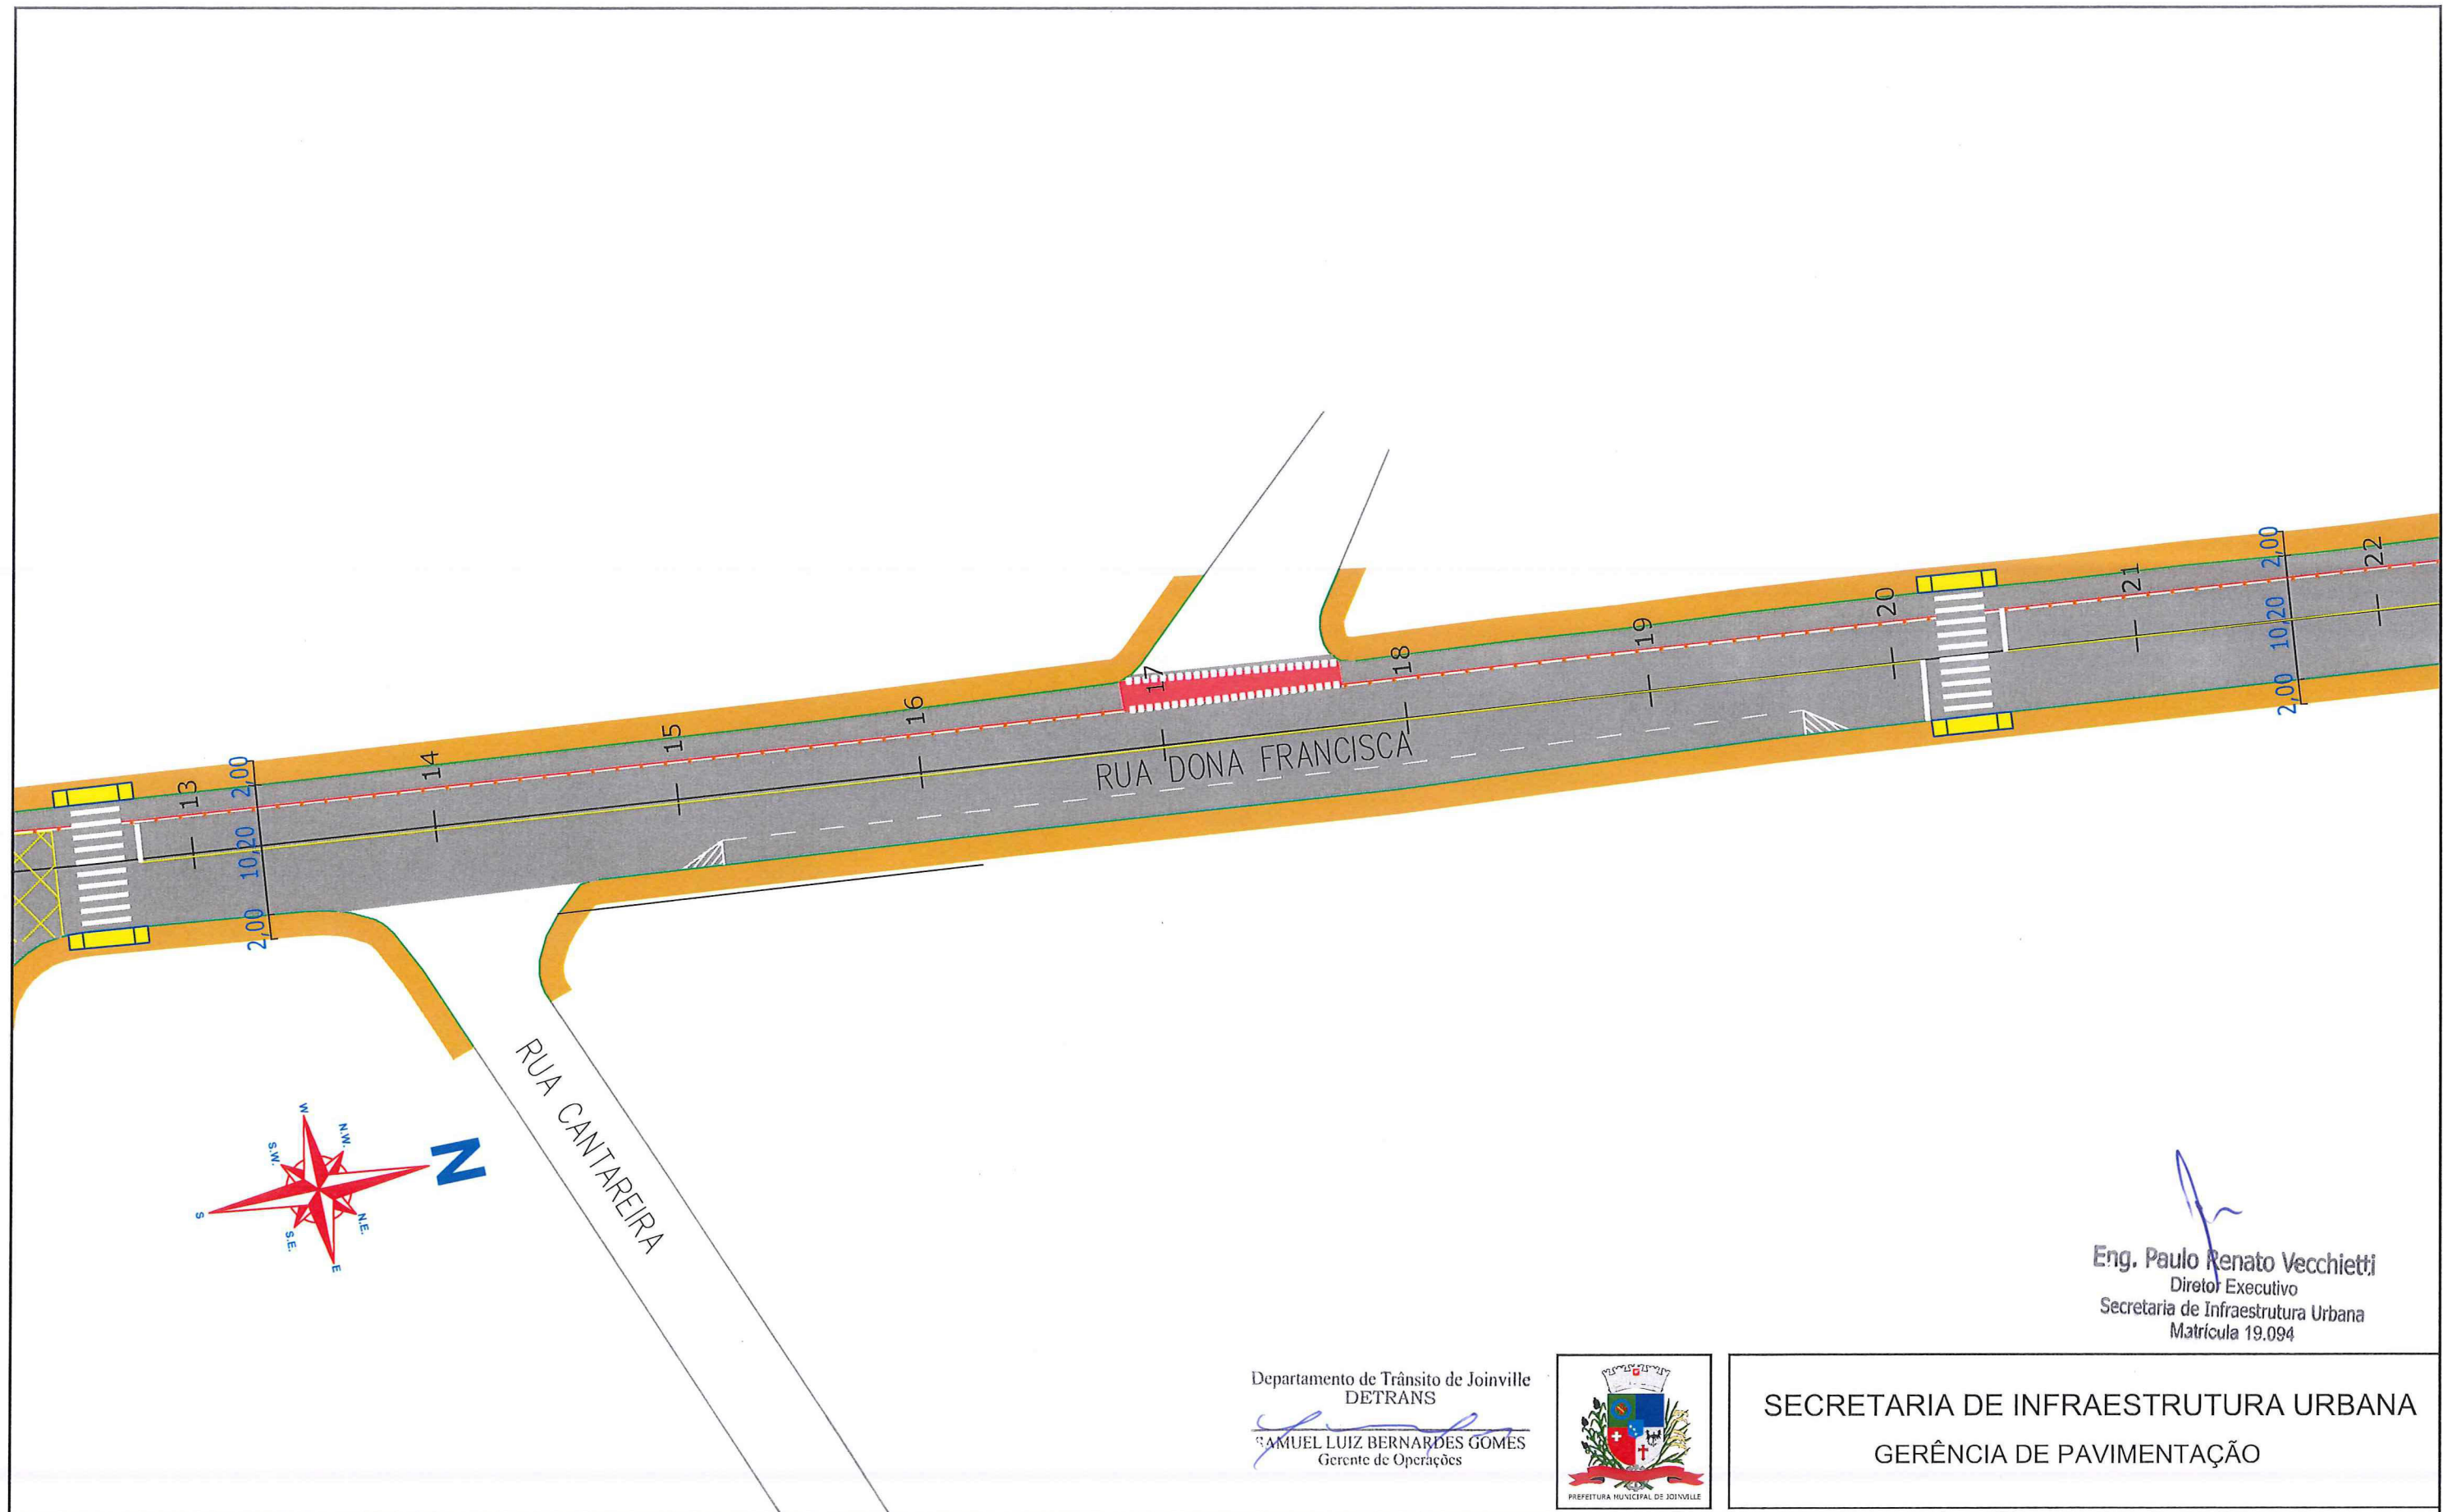 2,00
22
10,20
2,00
21
20
19
18
17
16
15
14
13
2,00
10,20
2,00
RUA DONA FRANCISCA
RUA CANTAREIRA
N
W
N.W.
S.W.
S
S.E.
N.E.
E
Eng. Paulo Renato Vecchietti
Diretor Executivo
Secretaria de Infraestrutura Urbana
Matrícula 19.094
Departamento de Trânsito de Joinville
DETRANS
SAMUEL LUIZ BERNARDES GOMES
Gerente de Operações
PREFEITURA MUNICIPAL DE JOINVILLE
SECRETARIA DE INFRAESTRUTURA URBANA
GERÊNCIA DE PAVIMENTAÇÃO